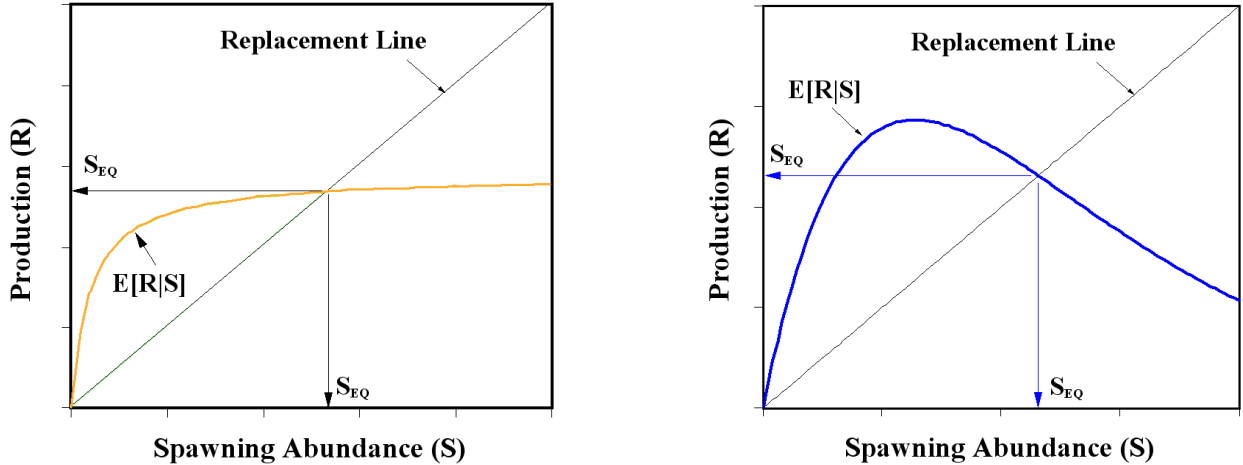 Replacement Line
E[R|S]
S_EQ
Production (R)
S_EQ
Spawning Abundance (S)
Replacement Line
E[R|S]
S_EQ
Production (R)
S_EQ
Spawning Abundance (S)